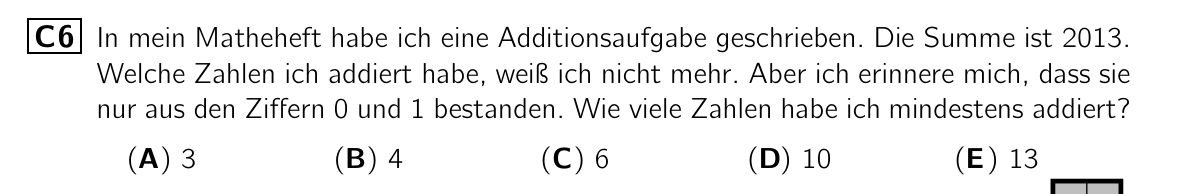 C6 In mein Matheheft habe ich eine Additionsaufgabe geschrieben. Die Summe ist 2013.
Welche Zahlen ich addiert habe, weiß ich nicht mehr. Aber ich erinnere mich, dass sie
nur aus den Ziffern 0 und 1 bestanden. Wie viele Zahlen habe ich mindestens addiert?
(A) 3 (B) 4 (C) 6 (D) 10 (E) 13